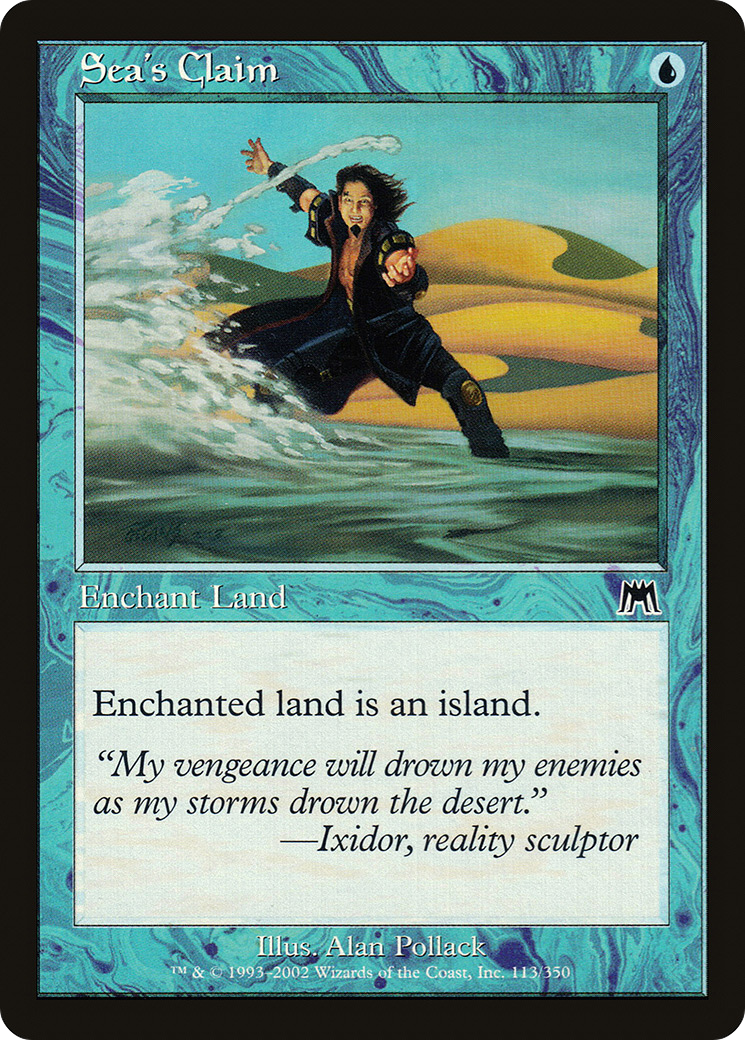 Sea's Claim
Enchant Land
Enchanted land is an island.
“My vengeance will drown my enemies
as my storms drown the desert.”
—Ixidor, reality sculptor
Illus. Alan Pollack
™ & © 1993–2002 Wizards of the Coast, Inc. 113/350